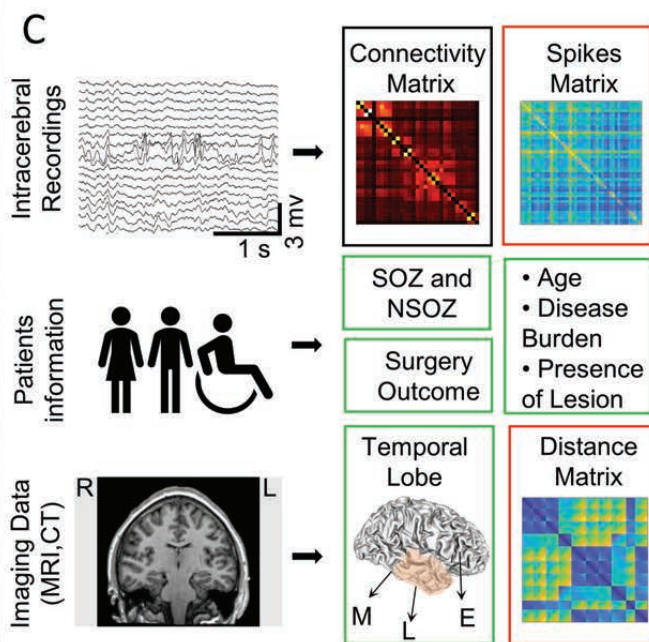 C
Intracerebral
Recordings
1 s
3 mv
Connectivity
Matrix
Spikes
Matrix
Patients
information
SOZ and
NSOZ
Surgery
Outcome
• Age
• Disease
Burden
• Presence
of Lesion
Imaging Data
(MRI,CT)
R
L
Temporal
Lobe
M
L
E
Distance
Matrix